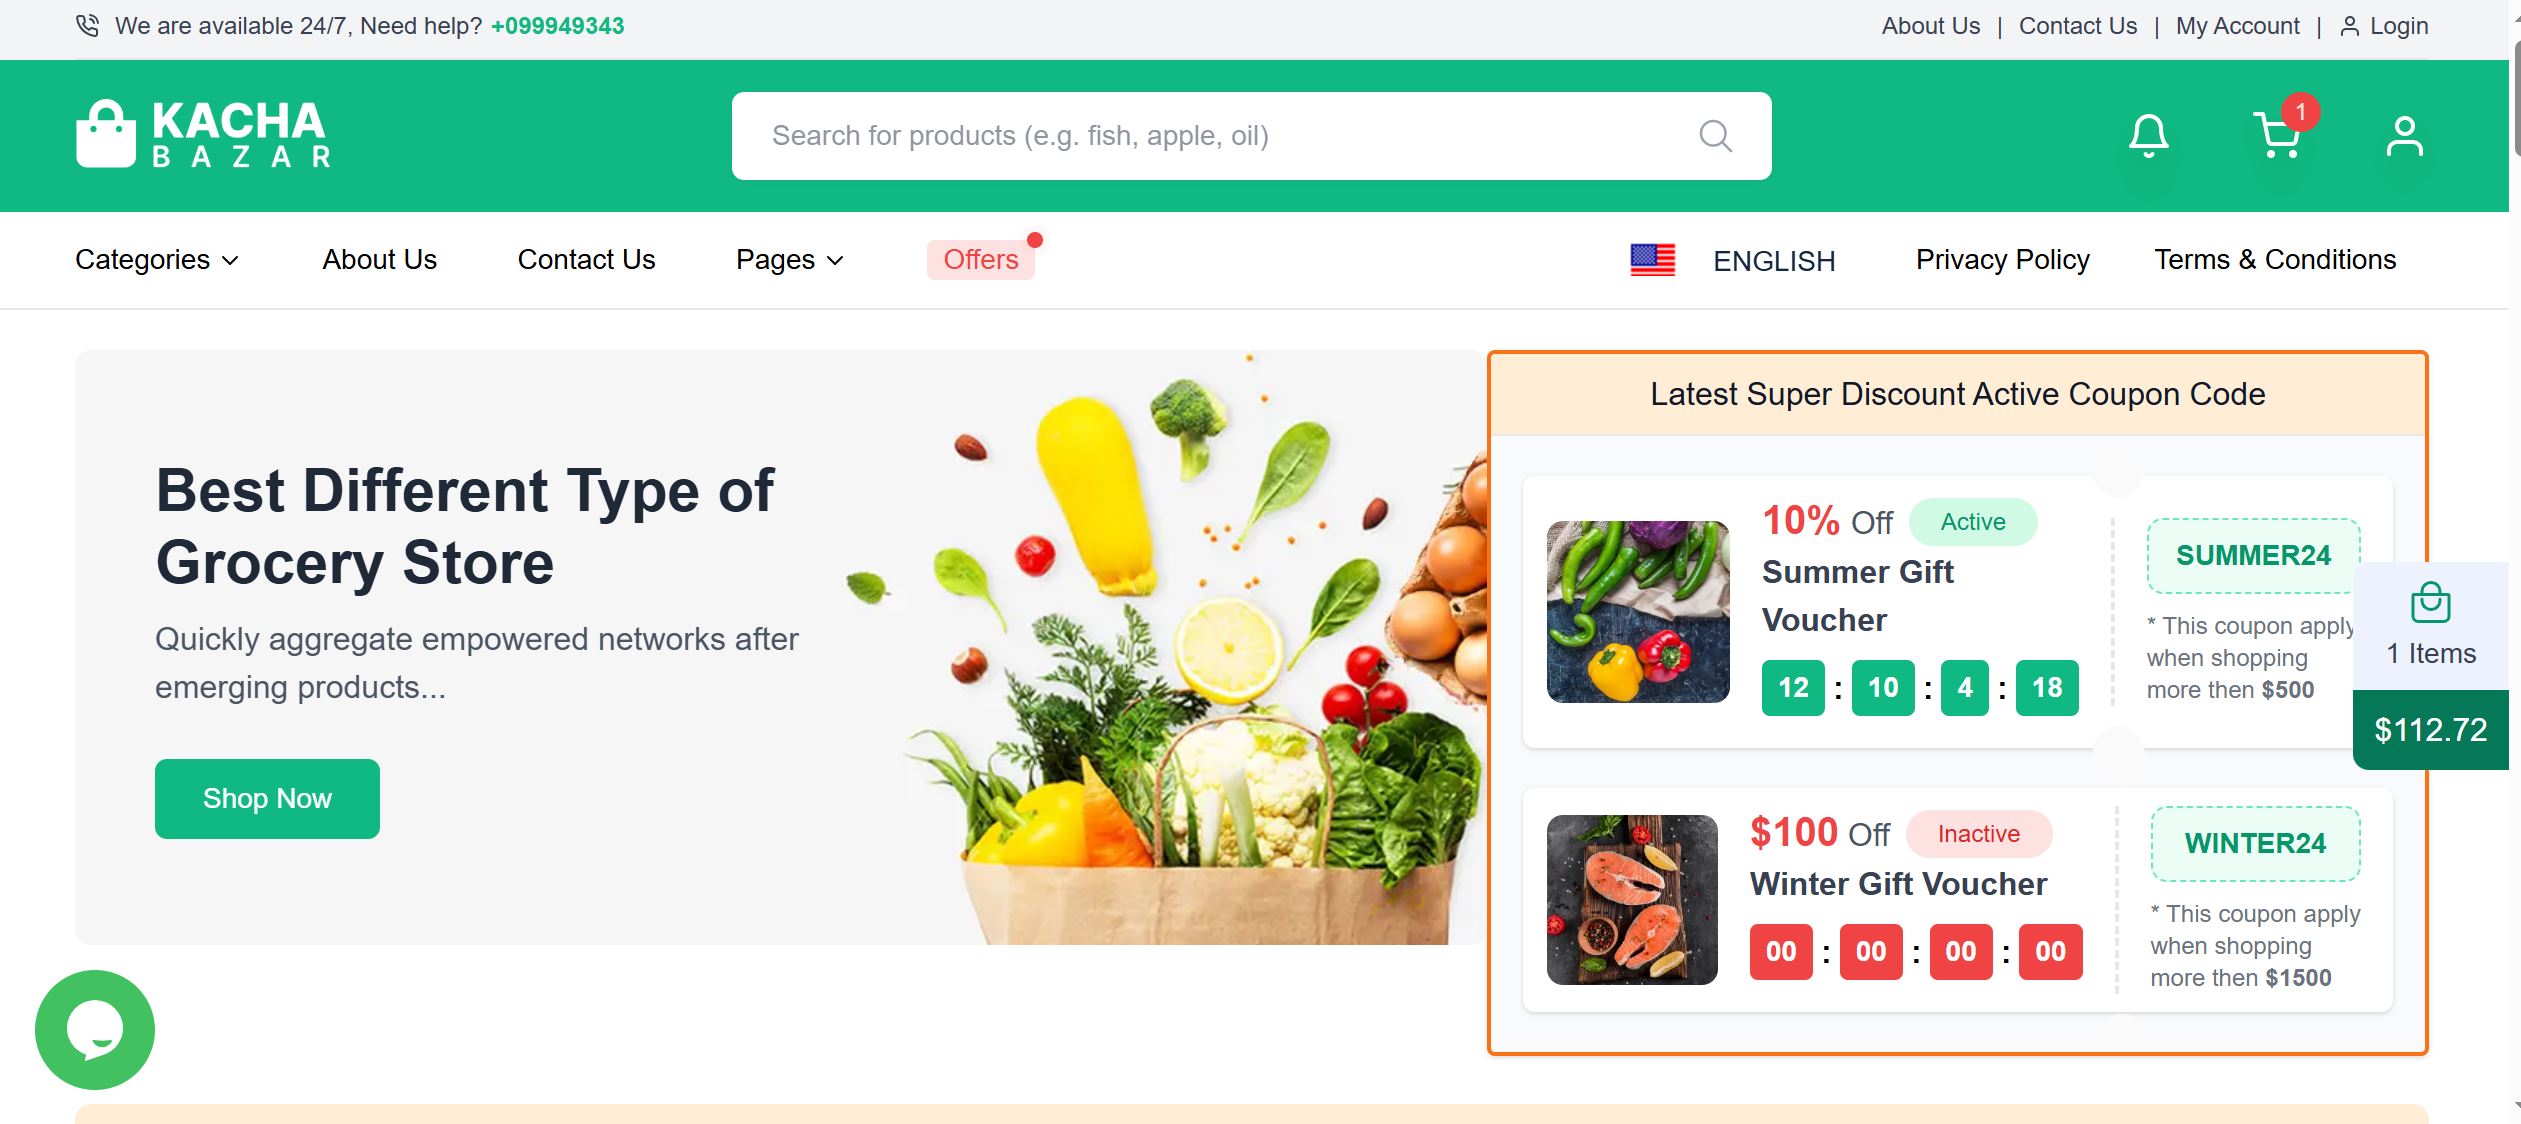 We are available 24/7, Need help? +099949343
About Us | Contact Us | My Account | Login
KACHA
BAZAR
Search for products (e.g. fish, apple, oil)
1
Categories
About Us
Contact Us
Pages
Offers
ENGLISH
Privacy Policy
Terms & Conditions
Best Different Type of
Grocery Store
Quickly aggregate empowered networks after
emerging products...
Shop Now
Latest Super Discount Active Coupon Code
10% Off Active
Summer Gift
Voucher
12 : 10 : 4 : 18
SUMMER24
* This coupon apply
when shopping
more then $500
1 Items
$112.72
$100 Off Inactive
Winter Gift Voucher
00 : 00 : 00 : 00
WINTER24
* This coupon apply
when shopping
more then $1500